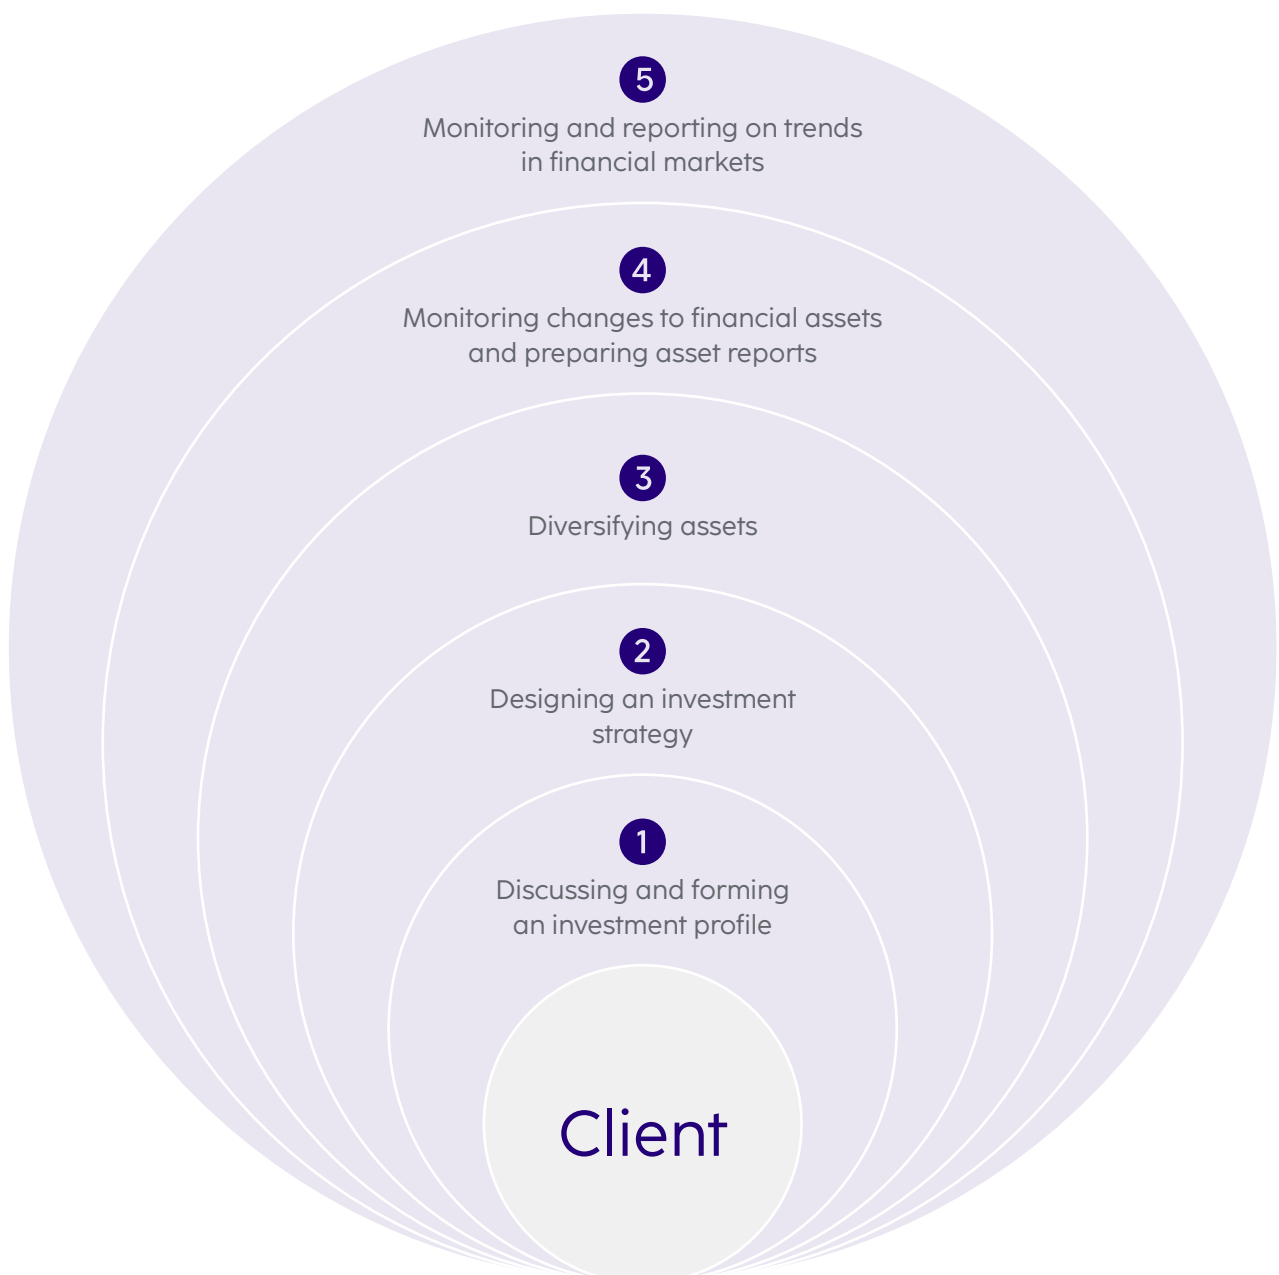 5
Monitoring and reporting on trends
in financial markets
4
Monitoring changes to financial assets
and preparing asset reports
3
Diversifying assets
2
Designing an investment
strategy
1
Discussing and forming
an investment profile
Client